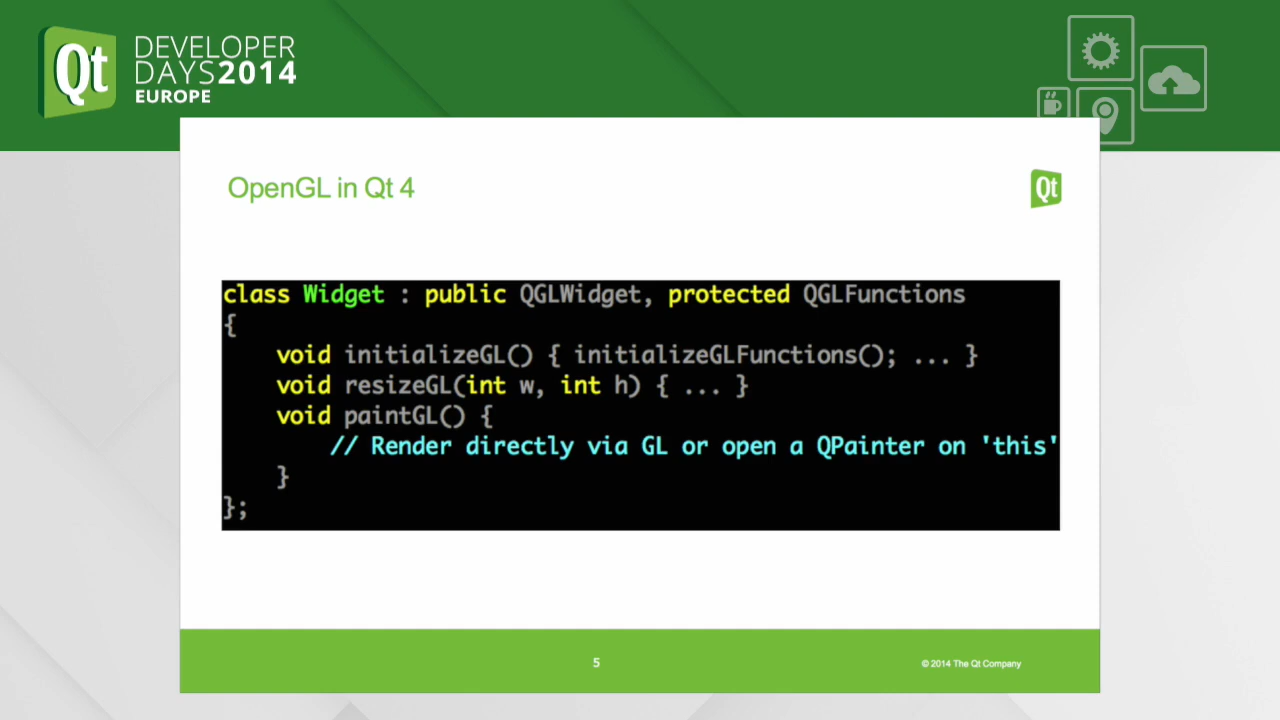 Qt
DEVELOPER
DAYS2014
EUROPE
OpenGL in Qt 4
Qt
class Widget : public QGLWidget, protected QGLFunctions
{
    void initializeGL() { initializeGLFunctions(); ... }
    void resizeGL(int w, int h) { ... }
    void paintGL() {
        // Render directly via GL or open a QPainter on 'this'
    }
};
5
© 2014 The Qt Company